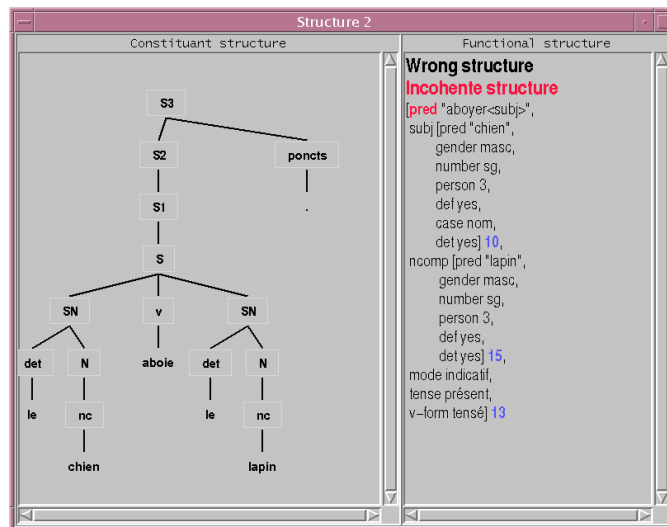 Structure 2
Constituant structure
S3
S2 poncts
S1 .
S
SN v SN
det N aboie det N
le nc le nc
chien lapin
Functional structure
Wrong structure
Incohente structure
[pred "aboyer<subj>",
subj [pred "chien",
gender masc,
number sg,
person 3,
def yes,
case nom,
det yes] 10,
ncomp [pred "lapin",
gender masc,
number sg,
person 3,
def yes,
det yes] 15,
mode indicatif,
tense présent,
v-form tensé] 13